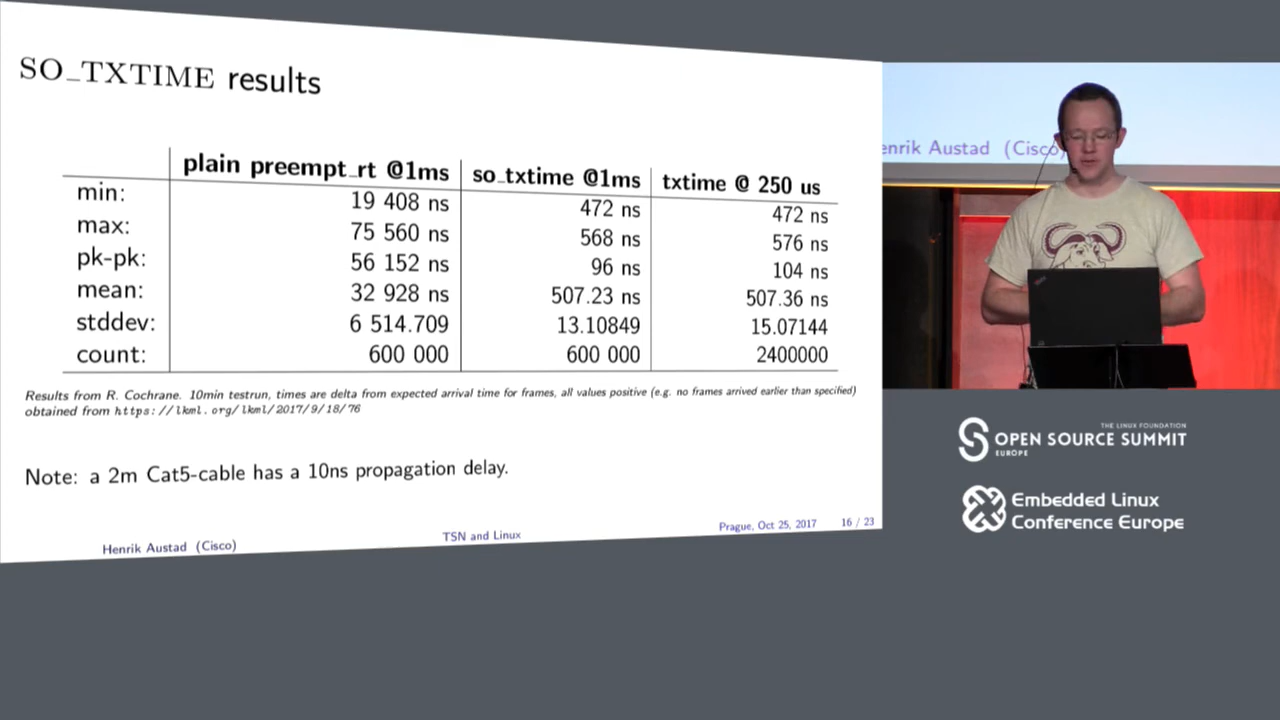 SO_TXTIME results
plain preempt_rt @1ms so_txtime @1ms txtime @ 250 us
min: 19 408 ns 472 ns 472 ns
max: 75 560 ns 568 ns 576 ns
pk-pk: 56 152 ns 96 ns 104 ns
mean: 32 928 ns 507.23 ns 507.36 ns
stddev: 6 514.709 13.10849 15.07144
count: 600 000 600 000 2400000
Results from R. Cochrane. 10min testrun, times are delta from expected arrival time for frames, all values positive (e.g. no frames arrived earlier than specified)
obtained from https://lkml.org/lkml/2017/9/18/76
Note: a 2m Cat5-cable has a 10ns propagation delay.
Henrik Austad (Cisco) TSN and Linux Prague, Oct 25, 2017 16 / 23
enrik Austad (Cisco)
THE LINUX FOUNDATION
OPEN SOURCE SUMMIT
EUROPE
Embedded Linux
Conference Europe